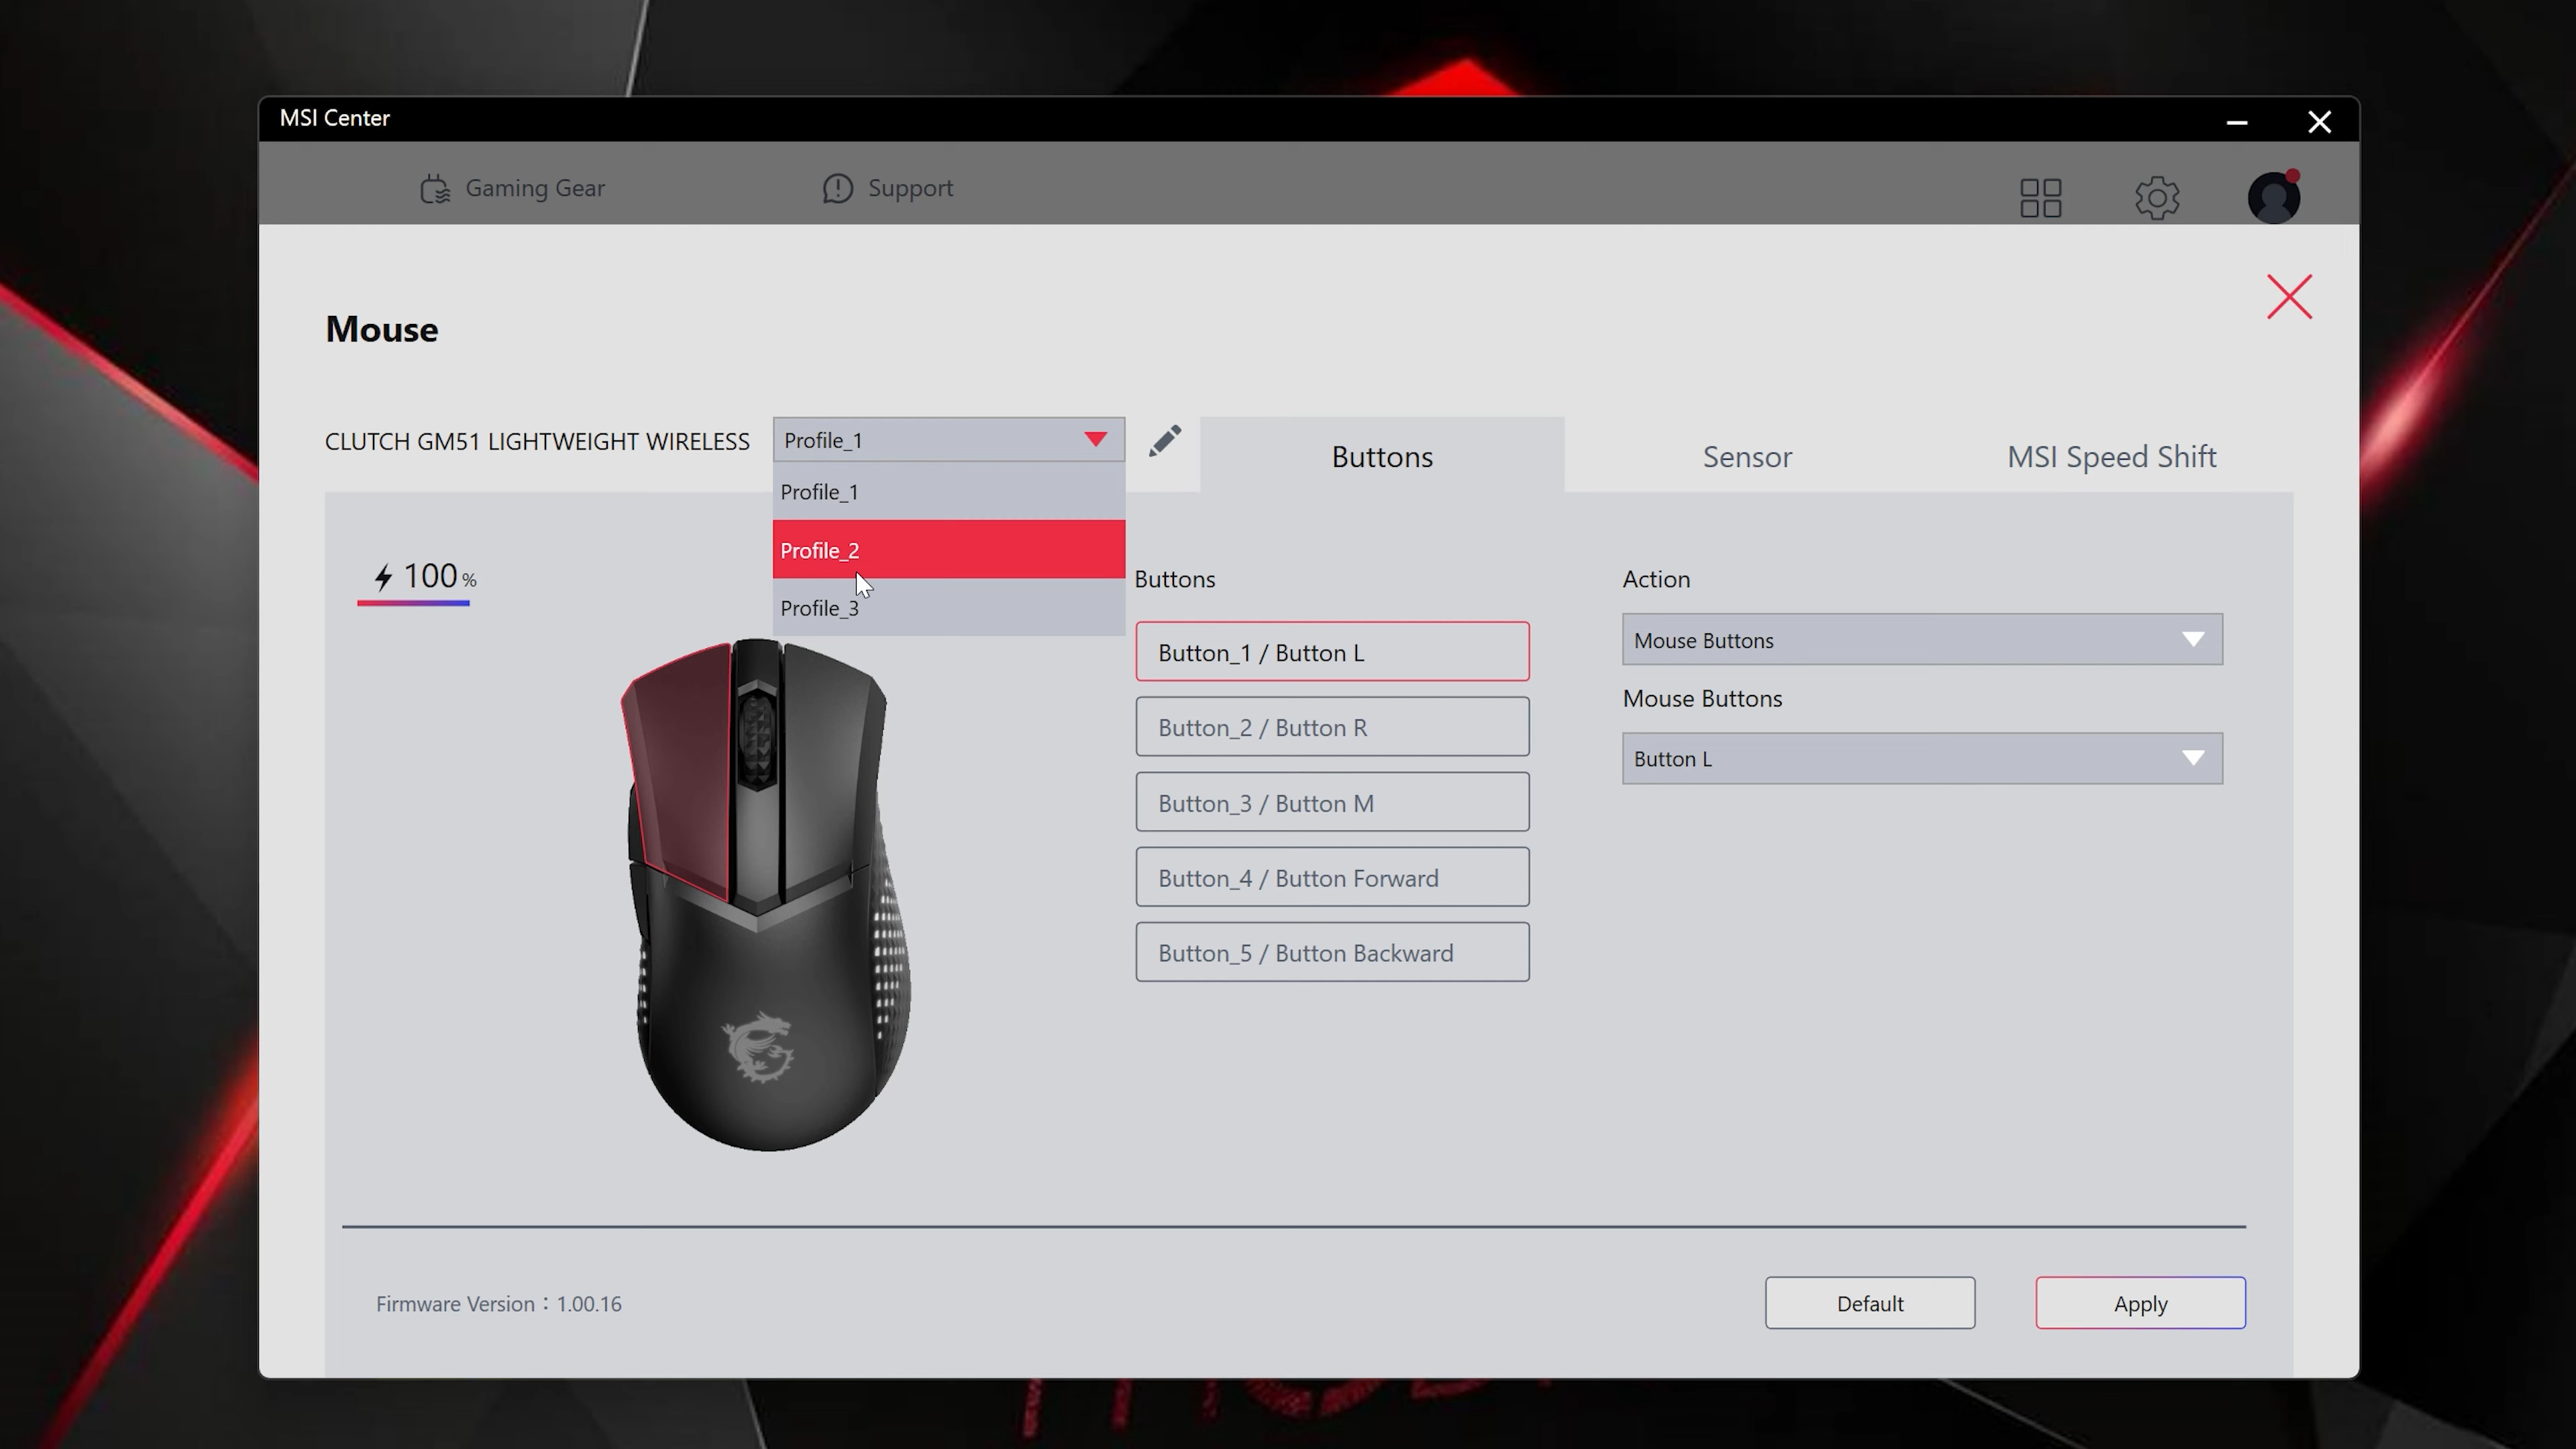 MSI Center
Gaming Gear
Support
Mouse
CLUTCH GM51 LIGHTWEIGHT WIRELESS
Profile_1
Profile_1
Profile_2
Profile_3
Buttons
Sensor
MSI Speed Shift
100 %
Buttons
Button_1 / Button L
Button_2 / Button R
Button_3 / Button M
Button_4 / Button Forward
Button_5 / Button Backward
Action
Mouse Buttons
Mouse Buttons
Button L
Firmware Version : 1.00.16
Default
Apply